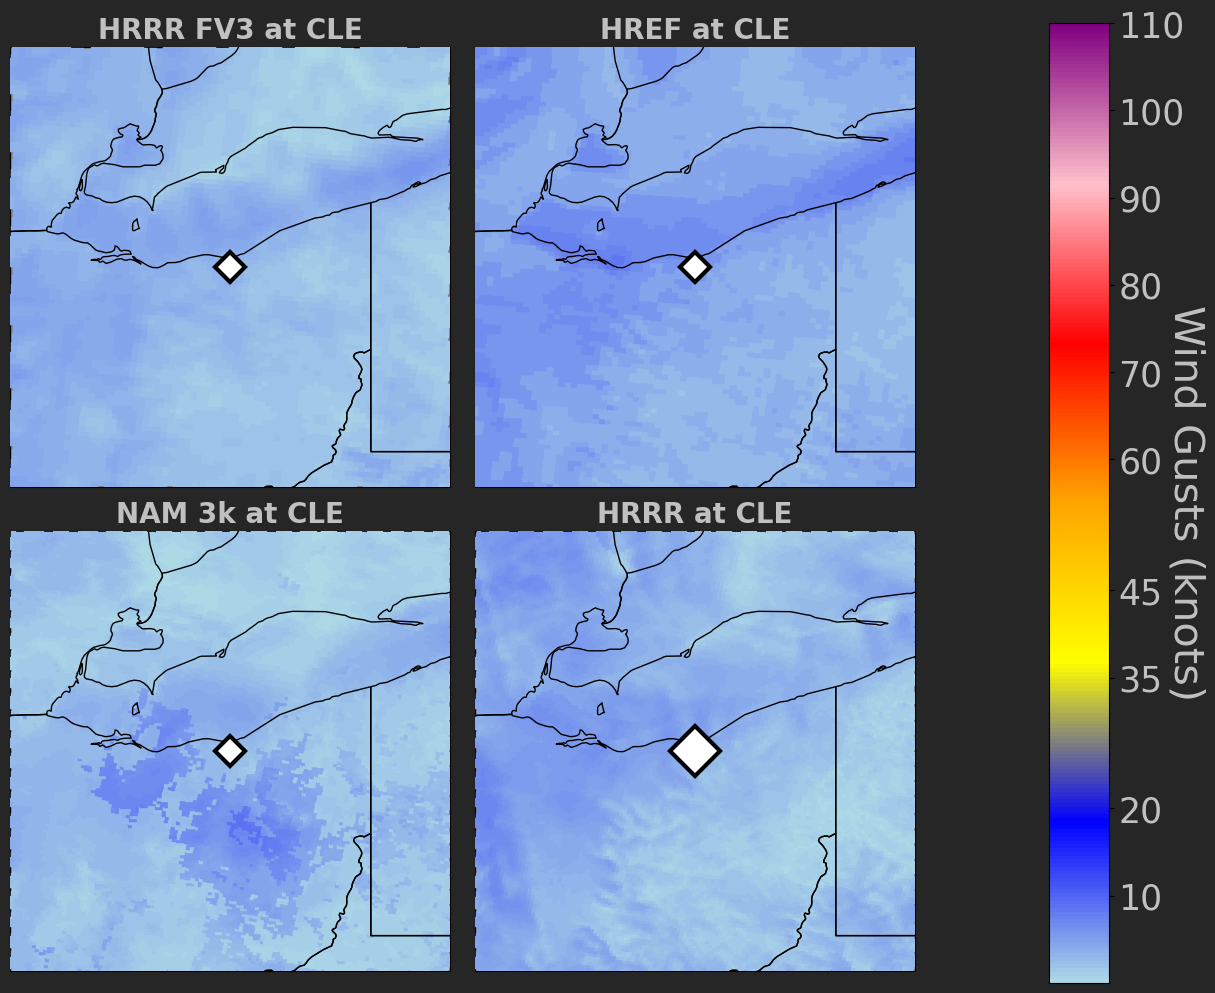 HRRR FV3 at CLE
HREF at CLE
NAM 3k at CLE
HRRR at CLE
110
100
90
80
70
60
45
35
20
10
Wind Gusts (knots)